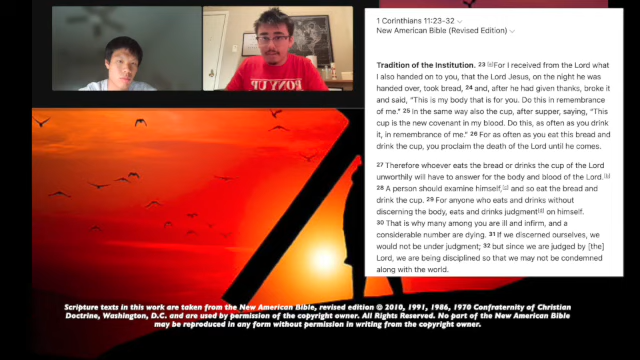 1 Corinthians 11:23-32
New American Bible (Revised Edition)
PONY UP
Tradition of the Institution. 23 [s]For I received from the Lord what
I also handed on to you, that the Lord Jesus, on the night he was
handed over, took bread, 24 and, after he had given thanks, broke it
and said, “This is my body that is for you. Do this in remembrance
of me.” 25 In the same way also the cup, after supper, saying, “This
cup is the new covenant in my blood. Do this, as often as you drink
it, in remembrance of me.” 26 For as often as you eat this bread and
drink the cup, you proclaim the death of the Lord until he comes.
27 Therefore whoever eats the bread or drinks the cup of the Lord
unworthily will have to answer for the body and blood of the Lord.
28 A person should examine himself, and so eat the bread and
drink the cup. 29 For anyone who eats and drinks without
discerning the body, eats and drinks judgment on himself.
30 That is why many among you are ill and infirm, and a
considerable number are dying. 31 If we discerned ourselves, we
would not be under judgment; 32 but since we are judged by [the]
Lord, we are being disciplined so that we may not be condemned
along with the world.
Scripture texts in this work are taken from the New American Bible, revised edition © 2010, 1991, 1986, 1970 Confraternity of Christian
Doctrine, Washington, D.C. and are used by permission of the copyright owner. All Rights Reserved. No part of the New American Bible
may be reproduced in any form without permission in writing from the copyright owner.